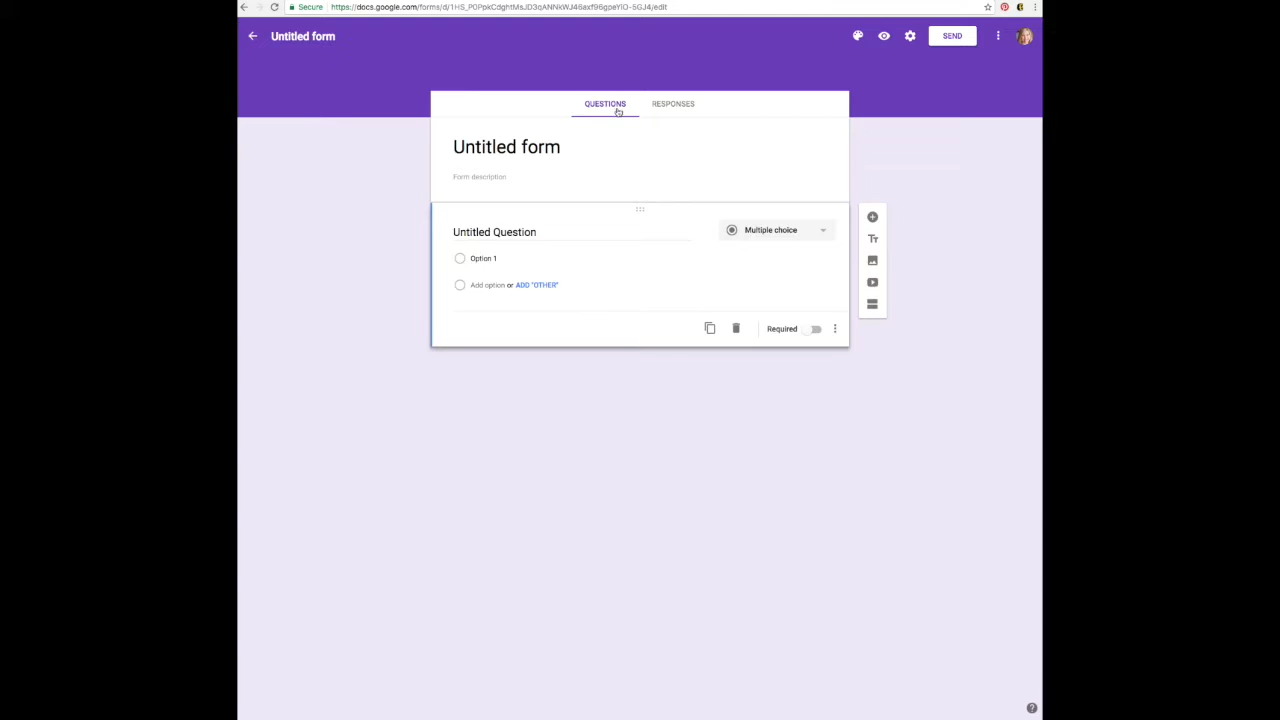 Secure https://docs.google.com/forms/d/1HS_P0PpkCdghtMsJD3qANNkWJ46axf96gpeYiO-5GJ4/edit
Untitled form
SEND
QUESTIONS RESPONSES
Untitled form
Form description
Untitled Question
Multiple choice
Option 1
Add option or ADD "OTHER"
Required